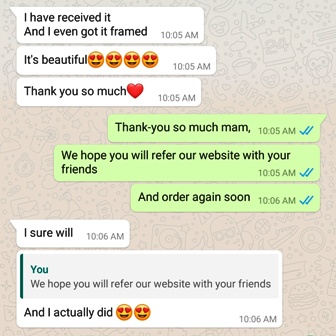 I have received it
And I even got it framed 10:05 AM
It's beautiful😍😍😍😍 10:05 AM
Thank you so much❤️ 10:05 AM
Thank-you so much mam, 10:05 AM
We hope you will refer our website with your
friends 10:05 AM
And order again soon 10:06 AM
I sure will 10:06 AM
You
We hope you will refer our website with your friends
And I actually did 😍😍 10:06 AM